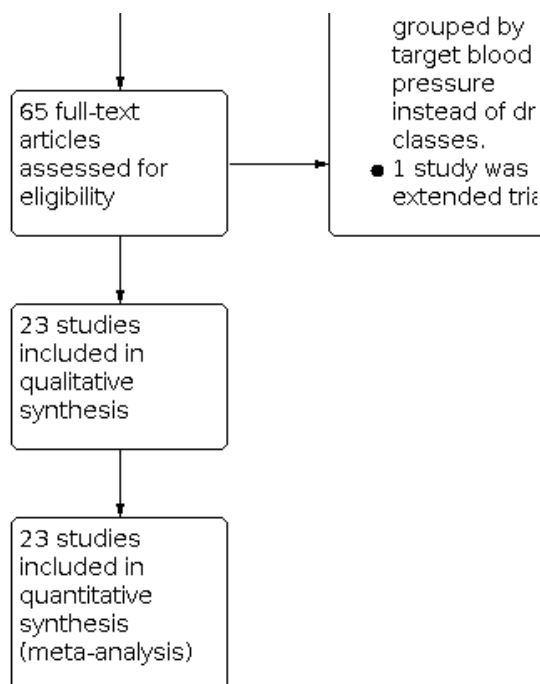 grouped by
target blood
pressure
instead of
classes.
● 1 study was
extended
65 full-text
articles
assessed for
eligibility
23 studies
included in
qualitative
synthesis
23 studies
included in
quantitative
synthesis
(meta-analysis)